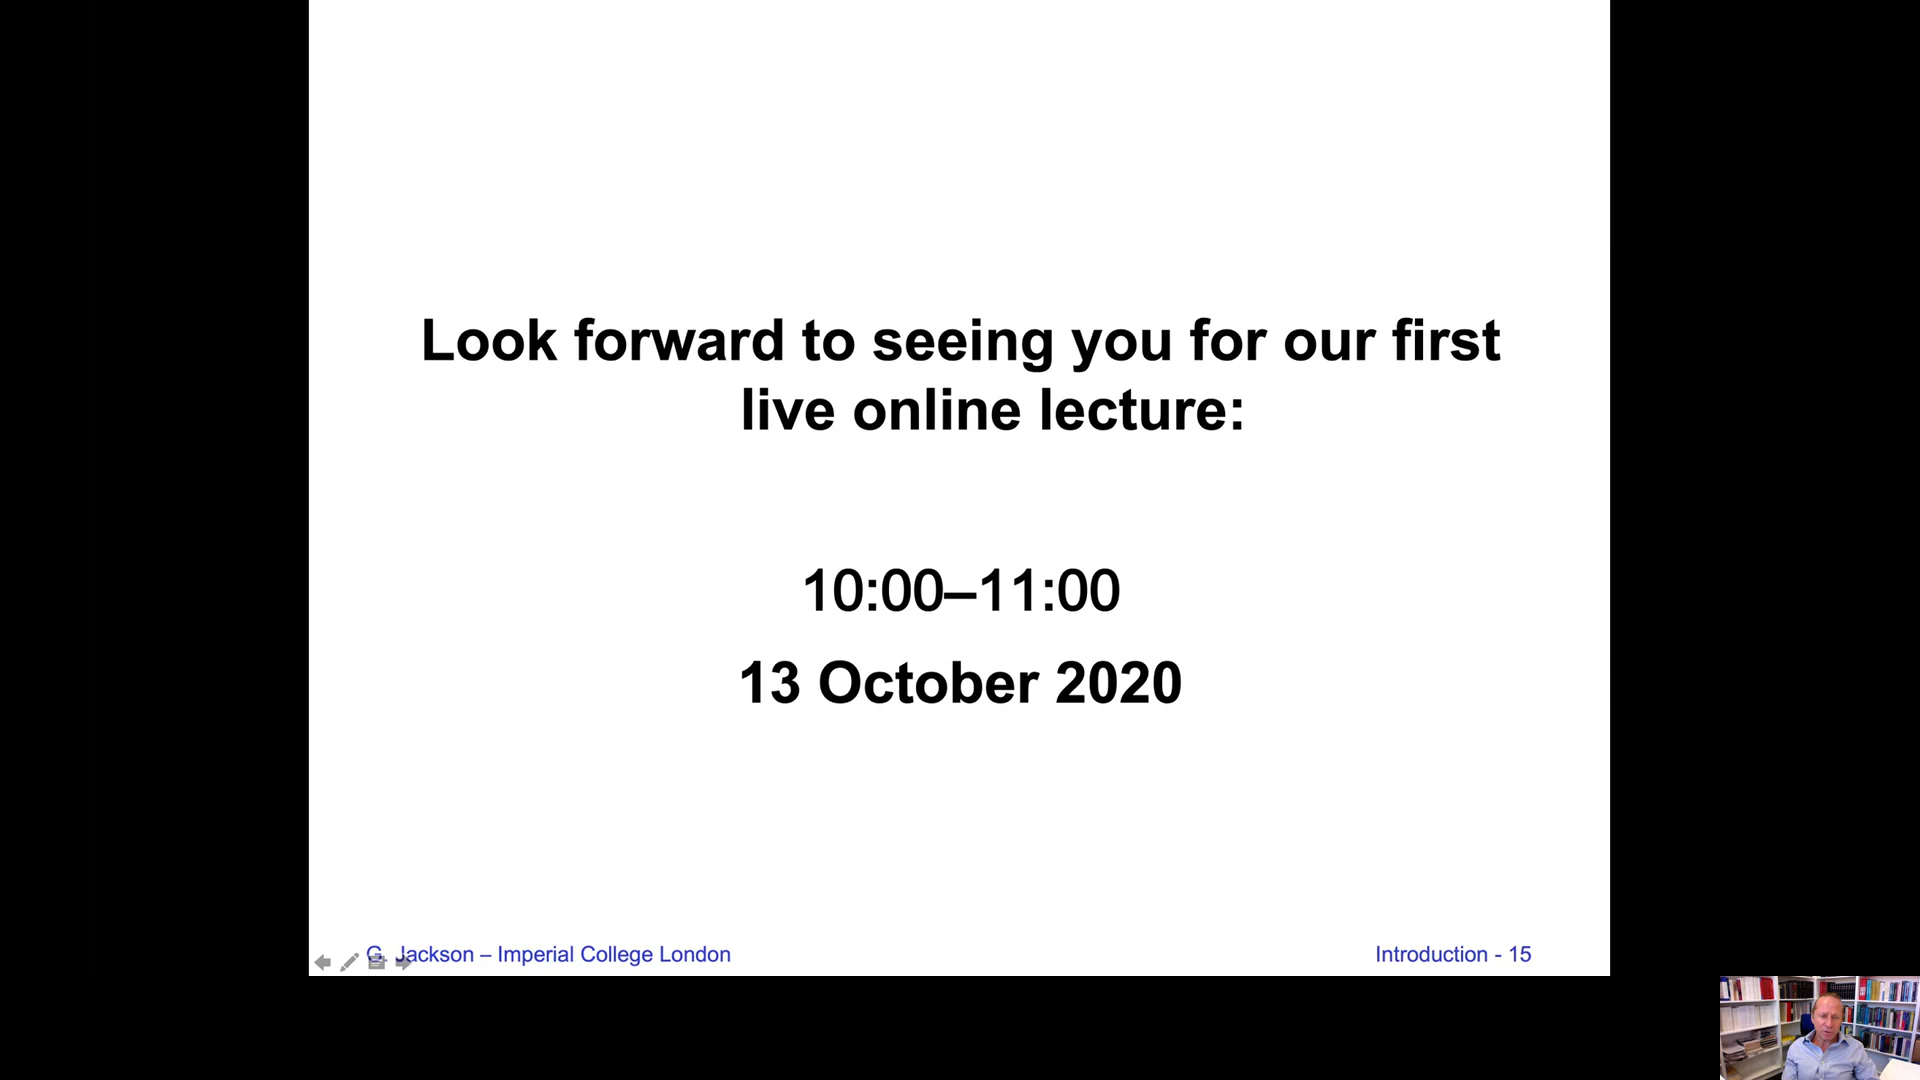 Look forward to seeing you for our first
live online lecture:
10:00–11:00
13 October 2020
G. Jackson – Imperial College London
Introduction - 15